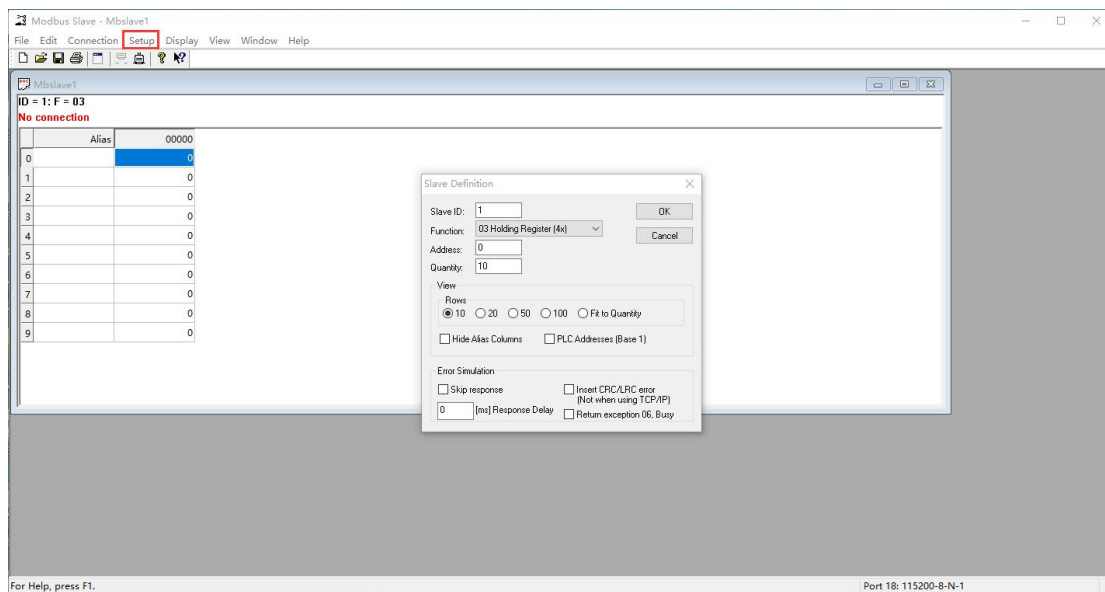 Modbus Slave - Mbslave1
File Edit Connection Setup Display View Window Help
Mbslave1
ID = 1: F = 03
No connection
Alias 00000
0 0
1 0
2 0
3 0
4 0
5 0
6 0
7 0
8 0
9 0
Slave Definition
Slave ID: 1 OK
Function: 03 Holding Register (4x) Cancel
Address: 0
Quantity: 10
View
Rows
10 20 50 100 Fit to Quantity
Hide Alias Columns PLC Addresses (Base 1)
Error Simulation
Skip response Insert CRC/LRC error
(Not when using TCP/IP)
0 [ms] Response Delay Return exception 06, Busy
For Help, press F1. Port 18: 115200-8-N-1